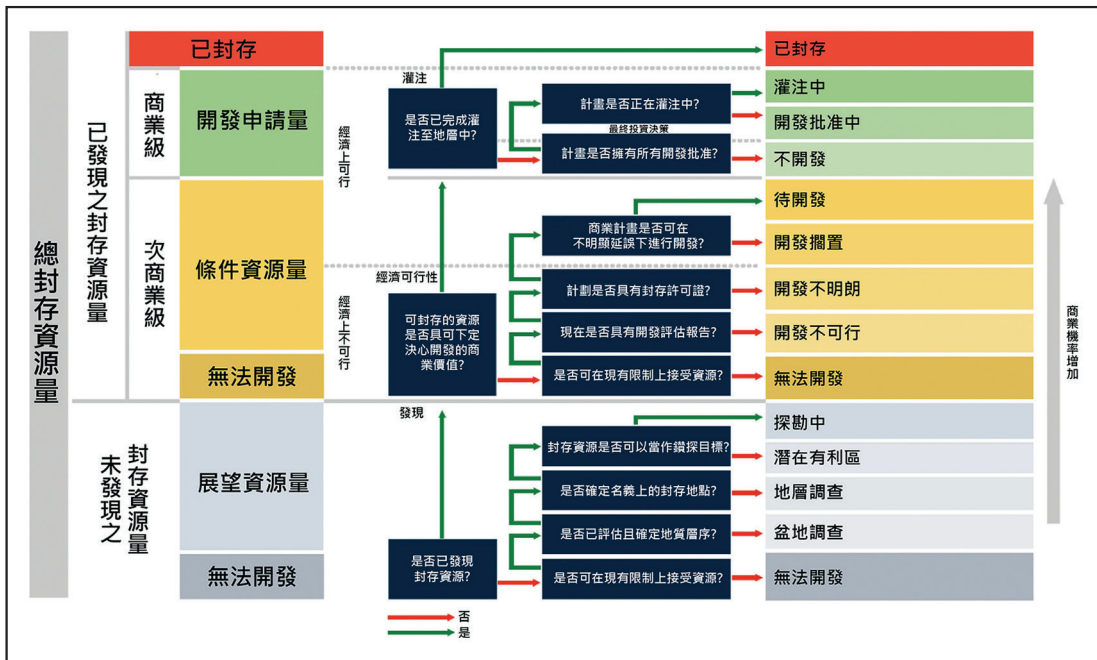 總封存資源量
已發現之封存資源量
未發現之
封存資源量
商業級
次商業級
已封存
開發申請量
條件資源量
無法開發
展望資源量
無法開發
經濟上可行
經濟上不可行
灌注
是否已完成灌
注至地層中?
計畫是否正在灌注中?
最終投資決策
計畫是否擁有所有開發批准?
經濟可行性
可封存的資源
是否具可下定
決心開發的商
業價值?
商業計畫是否可在
不明顯延誤下進行開發?
計劃是否具有封存許可證?
現在是否具有開發評估報告?
是否可在現有限制上接受資源?
發現
是否已發現
封存資源?
封存資源是否可以當作鑽探目標?
是否確定名義上的封存地點?
是否已評估且確定地質層序?
是否可在現有限制上接受資源?
否
是
已封存
灌注中
開發批准中
不開發
待開發
開發擱置
開發不明朗
開發不可行
無法開發
探勘中
潛在有利區
地層調查
盆地調查
無法開發
商業機率增加